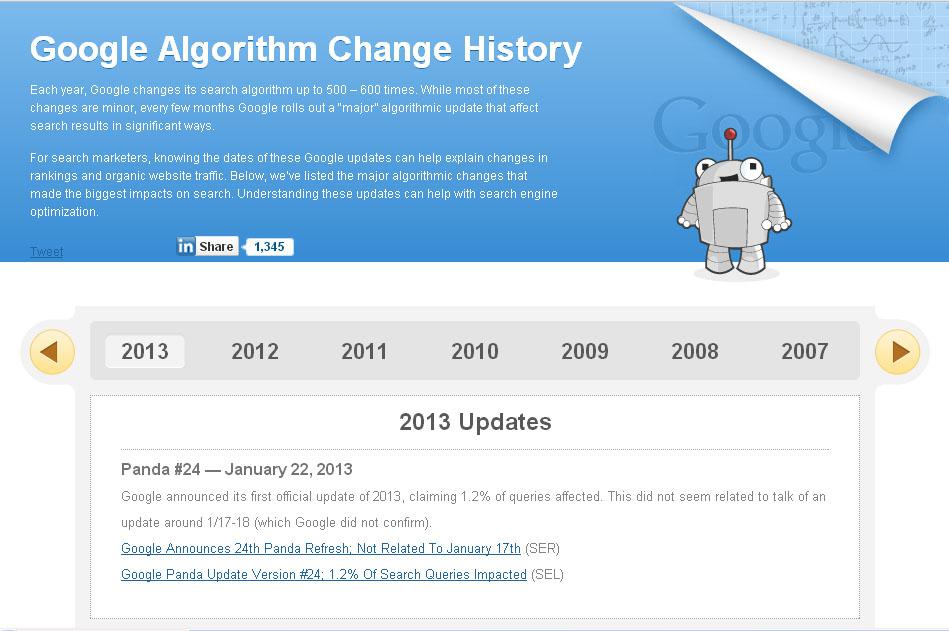 Google Algorithm Change History
Each year, Google changes its search algorithm up to 500 – 600 times. While most of these
changes are minor, every few months Google rolls out a "major" algorithmic update that affect
search results in significant ways.
For search marketers, knowing the dates of these Google updates can help explain changes in
rankings and organic website traffic. Below, we've listed the major algorithmic changes that
made the biggest impacts on search. Understanding these updates can help with search engine
optimization.
Tweet
in Share 1,345
Google
2013 2012 2011 2010 2009 2008 2007
2013 Updates
Panda #24 — January 22, 2013
Google announced its first official update of 2013, claiming 1.2% of queries affected. This did not seem related to talk of an
update around 1/17-18 (which Google did not confirm).
Google Announces 24th Panda Refresh; Not Related To January 17th (SER)
Google Panda Update Version #24; 1.2% Of Search Queries Impacted (SEL)